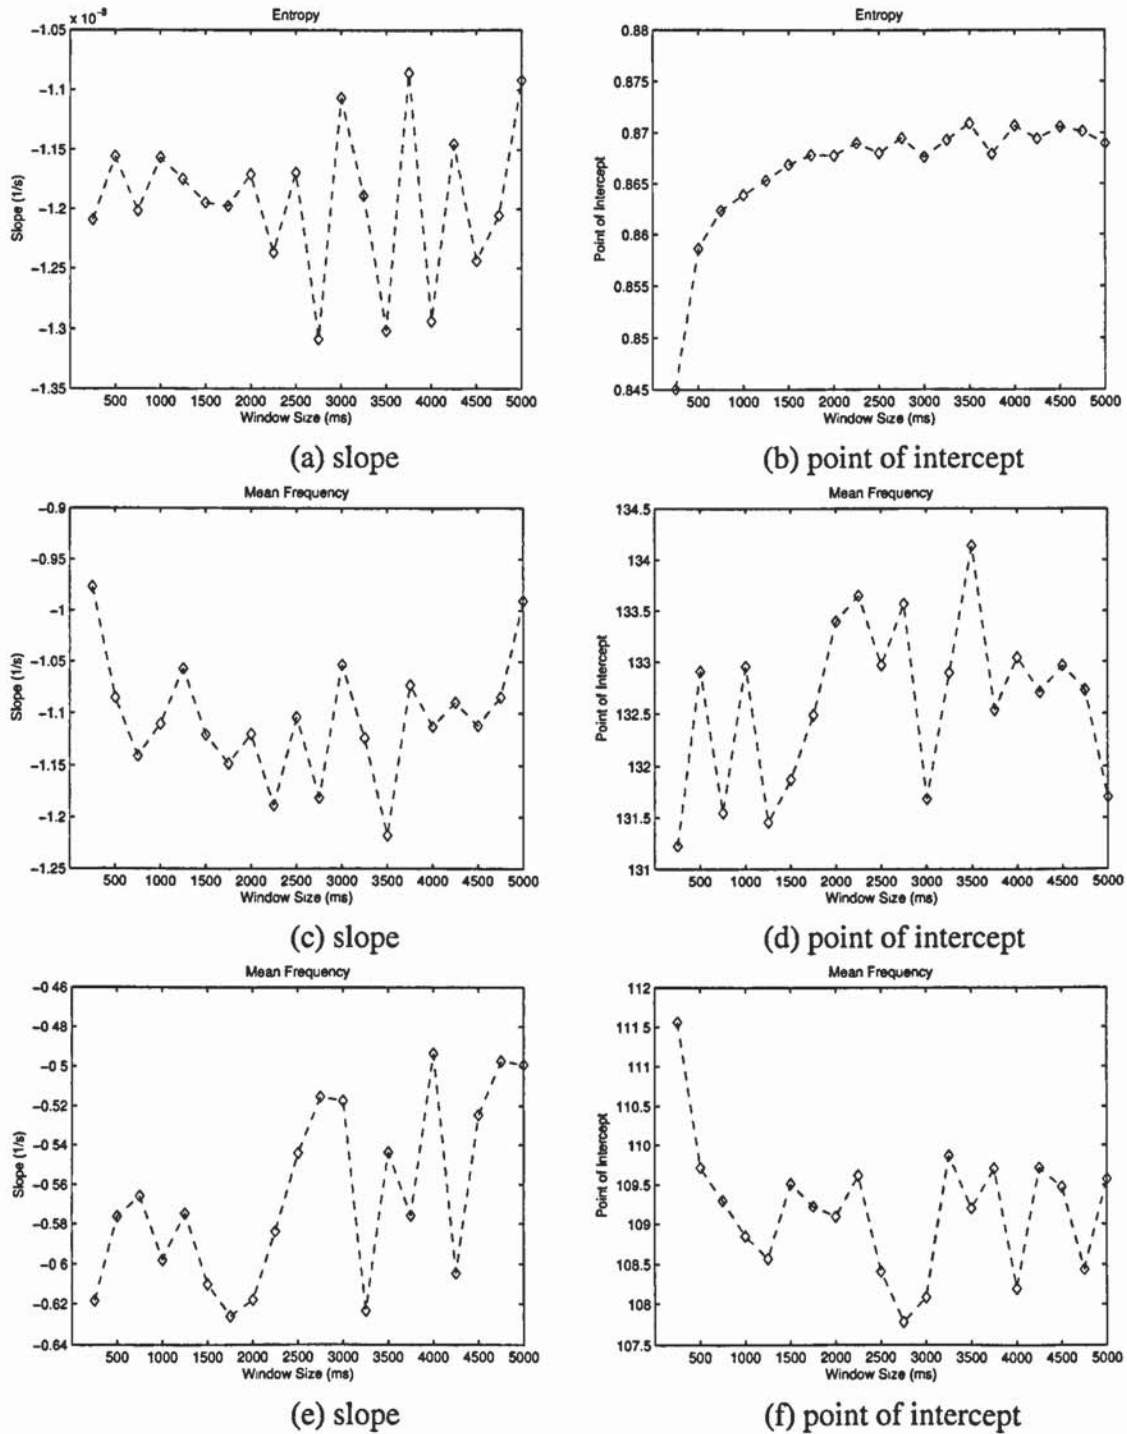 Entropy
x 10⁻³
-1.05
-1.1
-1.15
-1.2
-1.25
-1.3
-1.35
Slope (1/s)
500 1000 1500 2000 2500 3000 3500 4000 4500 5000
Window Size (ms)
(a) slope
Entropy
0.88
0.875
0.87
0.865
0.86
0.855
0.85
0.845
Point of Intercept
500 1000 1500 2000 2500 3000 3500 4000 4500 5000
Window Size (ms)
(b) point of intercept
Mean Frequency
-0.9
-0.95
-1
-1.05
-1.1
-1.15
-1.2
-1.25
Slope (1/s)
500 1000 1500 2000 2500 3000 3500 4000 4500 5000
Window Size (ms)
(c) slope
Mean Frequency
134.5
134
133.5
133
132.5
132
131.5
131
Point of Intercept
500 1000 1500 2000 2500 3000 3500 4000 4500 5000
Window Size (ms)
(d) point of intercept
Mean Frequency
-0.46
-0.48
-0.5
-0.52
-0.54
-0.56
-0.58
-0.6
-0.62
-0.64
Slope (1/s)
500 1000 1500 2000 2500 3000 3500 4000 4500 5000
Window Size (ms)
(e) slope
Mean Frequency
112
111.5
111
110.5
110
109.5
109
108.5
108
107.5
Point of Intercept
500 1000 1500 2000 2500 3000 3500 4000 4500 5000
Window Size (ms)
(f) point of intercept